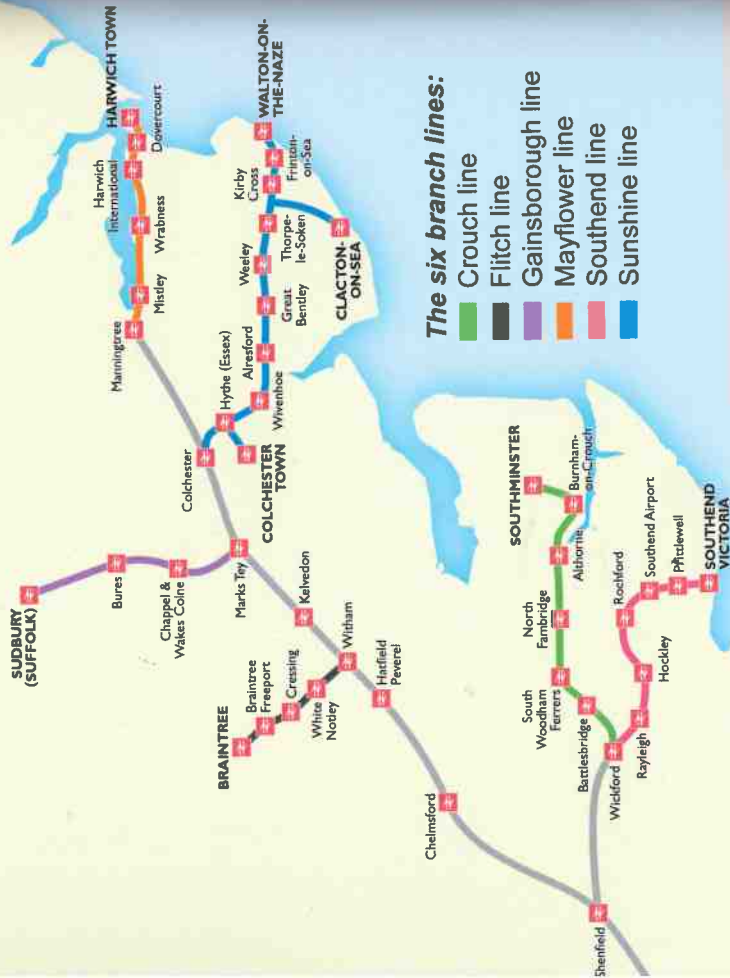 SUDBURY
(SUFFOLK)
Bures
Chappel &
Wakes Colne
Marks Tey
BRAINTREE
Braintree
Freeport
Cressing
White
Notley
Witham
Kelvedon
Hatfield
Peverel
Chelmsford
Shenfield
Colchester
COLCHESTER
TOWN
Hythe (Essex)
Wivenhoe
Alresford
Great
Bentley
Weeley
Thorpe-
le-Soken
Kirby
Cross
Frinton-
on-Sea
WALTON-ON-
THE-NAZE
CLACTON-
ON-SEA
Manningtree
Mistley
Wrabness
Harwich
International
Dovercourt
HARWICH TOWN
Wickford
Battlesbridge
South
Woodham
Ferrers
North
Fambridge
Althorne
Burnham-
on-Crouch
SOUTHMINSTER
Rayleigh
Hockley
Rochford
Southend Airport
Prittlewell
SOUTHEND
VICTORIA
The six branch lines:
Crouch line
Flitch line
Gainsborough line
Mayflower line
Southend line
Sunshine line